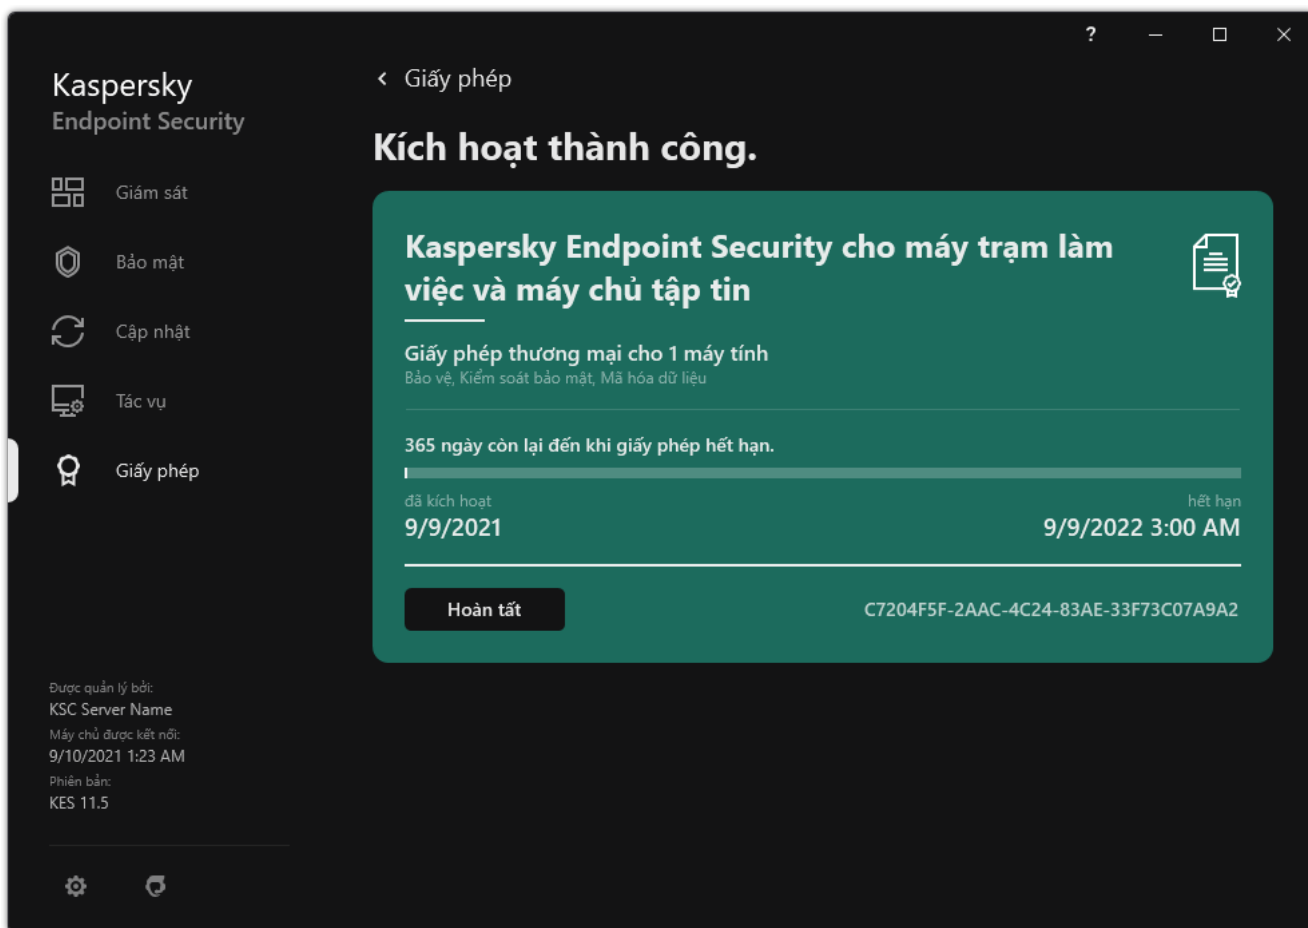 ?
Kaspersky
Endpoint Security
Giám sát
Bảo mật
Cập nhật
Tác vụ
Giấy phép
Được quản lý bởi:
KSC Server Name
Máy chủ được kết nối:
9/10/2021 1:23 AM
Phiên bản:
KES 11.5
Giấy phép
Kích hoạt thành công.
Kaspersky Endpoint Security cho máy trạm làm
việc và máy chủ tập tin
Giấy phép thương mại cho 1 máy tính
Bảo vệ, Kiểm soát bảo mật, Mã hóa dữ liệu
365 ngày còn lại đến khi giấy phép hết hạn.
đã kích hoạt
hết hạn
9/9/2021
9/9/2022 3:00 AM
Hoàn tất
C7204F5F-2AAC-4C24-83AE-33F73C07A9A2